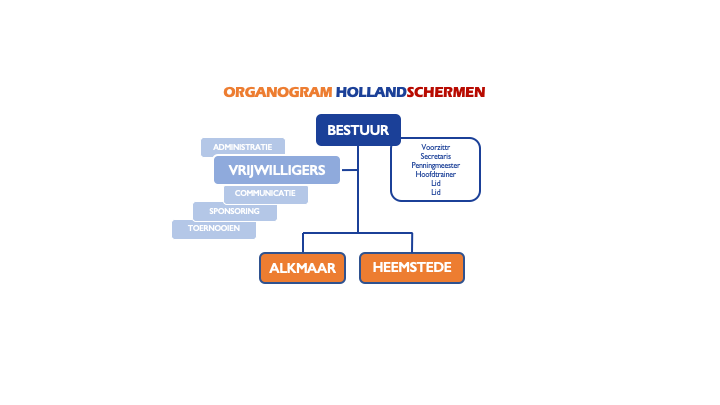 ORGANOGRAM HOLLANDSCHERMEN
BESTUUR
Voorzittr
Secretaris
Penningmeester
Hoofdtrainer
Lid
Lid
ADMINISTRATIE
VRIJWILLIGERS
COMMUNICATIE
SPONSORING
TOERNOOIEN
ALKMAAR
HEEMSTEDE